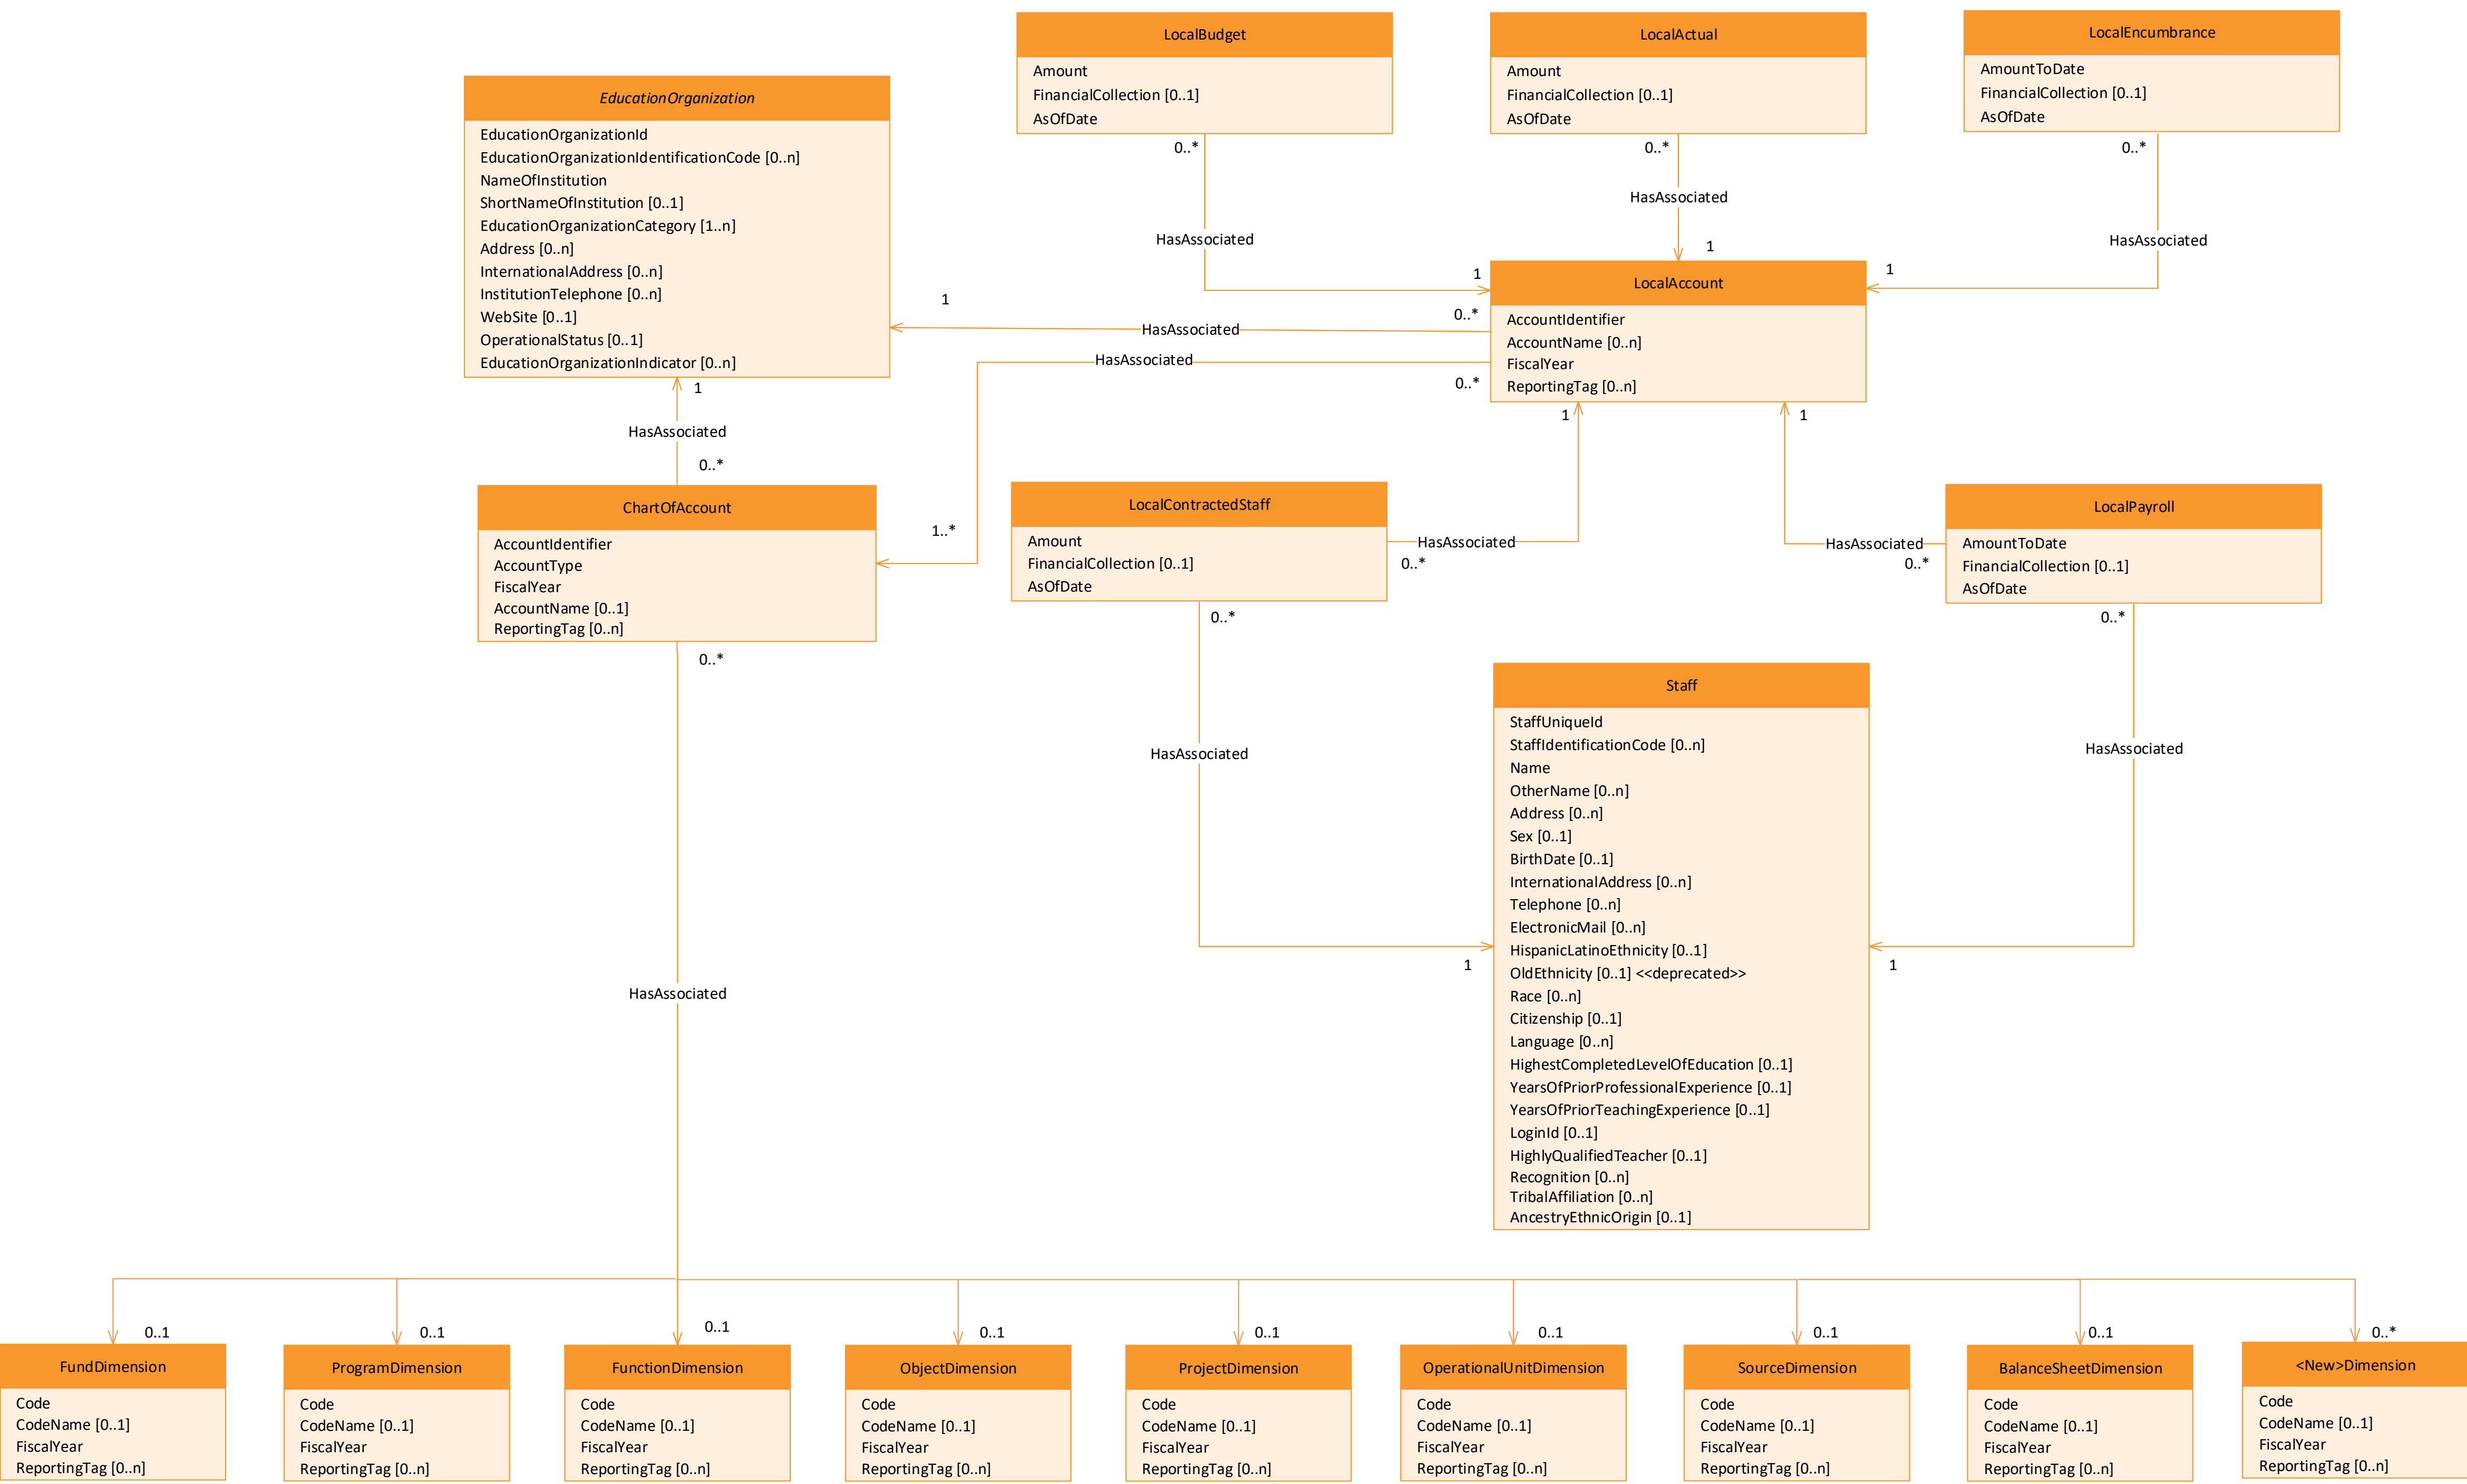 LocalBudget
Amount
FinancialCollection [0..1]
AsOfDate
0..*
HasAssociated
1
LocalActual
Amount
FinancialCollection [0..1]
AsOfDate
0..*
HasAssociated
1
LocalEncumbrance
AmountToDate
FinancialCollection [0..1]
AsOfDate
0..*
HasAssociated
1
EducationOrganization
EducationOrganizationId
EducationOrganizationIdentificationCode [0..n]
NameOfInstitution
ShortNameOfInstitution [0..1]
EducationOrganizationCategory [1..n]
Address [0..n]
InternationalAddress [0..n]
InstitutionTelephone [0..n]
WebSite [0..1]
OperationalStatus [0..1]
EducationOrganizationIndicator [0..n]
1
HasAssociated
0..*
LocalAccount
AccountIdentifier
AccountName [0..n]
FiscalYear
ReportingTag [0..n]
HasAssociated
0..*
1..*
1
HasAssociated
0..*
ChartOfAccount
AccountIdentifier
AccountType
FiscalYear
AccountName [0..1]
ReportingTag [0..n]
0..*
HasAssociated
LocalContractedStaff
Amount
FinancialCollection [0..1]
AsOfDate
HasAssociated
0..*
1
0..*
HasAssociated
1
LocalPayroll
AmountToDate
FinancialCollection [0..1]
AsOfDate
HasAssociated
0..*
1
0..*
HasAssociated
1
Staff
StaffUniqueId
StaffIdentificationCode [0..n]
Name
OtherName [0..n]
Address [0..n]
Sex [0..1]
BirthDate [0..1]
InternationalAddress [0..n]
Telephone [0..n]
ElectronicMail [0..n]
HispanicLatinoEthnicity [0..1]
OldEthnicity [0..1] <<deprecated>>
Race [0..n]
Citizenship [0..1]
Language [0..n]
HighestCompletedLevelOfEducation [0..1]
YearsOfPriorProfessionalExperience [0..1]
YearsOfPriorTeachingExperience [0..1]
LoginId [0..1]
HighlyQualifiedTeacher [0..1]
Recognition [0..n]
TribalAffiliation [0..n]
AncestryEthnicOrigin [0..1]
0..1
FundDimension
Code
CodeName [0..1]
FiscalYear
ReportingTag [0..n]
0..1
ProgramDimension
Code
CodeName [0..1]
FiscalYear
ReportingTag [0..n]
0..1
FunctionDimension
Code
CodeName [0..1]
FiscalYear
ReportingTag [0..n]
0..1
ObjectDimension
Code
CodeName [0..1]
FiscalYear
ReportingTag [0..n]
0..1
ProjectDimension
Code
CodeName [0..1]
FiscalYear
ReportingTag [0..n]
0..1
OperationalUnitDimension
Code
CodeName [0..1]
FiscalYear
ReportingTag [0..n]
0..1
SourceDimension
Code
CodeName [0..1]
FiscalYear
ReportingTag [0..n]
0..1
BalanceSheetDimension
Code
CodeName [0..1]
FiscalYear
ReportingTag [0..n]
0..*
<New>Dimension
Code
CodeName [0..1]
FiscalYear
ReportingTag [0..n]